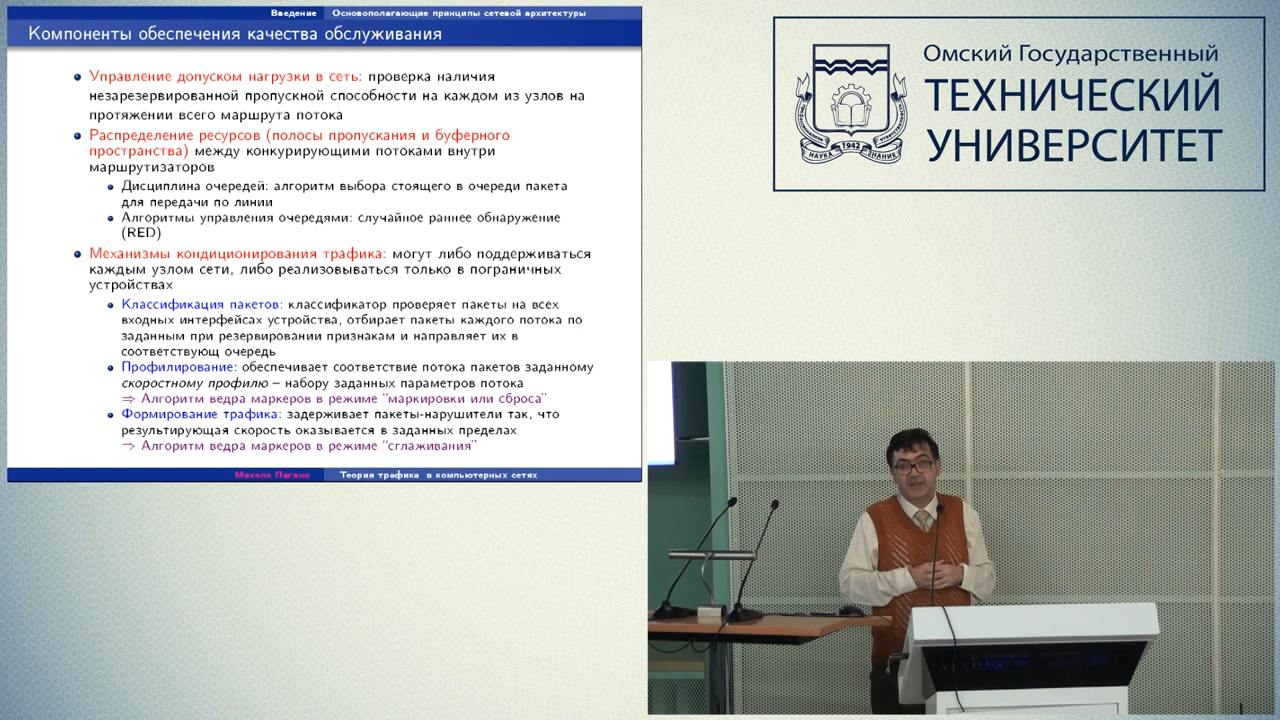 Введение Основополагающие принципы сетевой архитектуры
Компоненты обеспечения качества обслуживания
Управление допуском нагрузки в сеть: проверка наличия
незарезервированной пропускной способности на каждом из узлов на
протяжении всего маршрута потока
Распределение ресурсов (полосы пропускания и буферного
пространства) между конкурирующими потоками внутри
маршрутизаторов
Дисциплина очередей: алгоритм выбора стоящего в очереди пакета
для передачи по линии
Алгоритмы управления очередями: случайное раннее обнаружение
(RED)
Механизмы кондиционирования трафика: могут либо поддерживаться
каждым узлом сети, либо реализовываться только в пограничных
устройствах
Классификация пакетов: классификатор проверяет пакеты на всех
входных интерфейсах устройства, отбирает пакеты каждого потока по
заданным при резервировании признакам и направляет их в
соответствующ очередь
Профилирование: обеспечивает соответствие потока пакетов заданному
скоростному профилю – набору заданных параметров потока
⇒ Алгоритм ведра маркеров в режиме “маркировки или сброса”
Формирование трафика: задерживает пакеты-нарушители так, что
результирующая скорость оказывается в заданных пределах
⇒ Алгоритм ведра маркеров в режиме “сглаживания”
Микеле Пагано Теория трафика в компьютерных сетях
Омский Государственный
ТЕХНИЧЕСКИЙ
УНИВЕРСИТЕТ
НАУКА 1942 ЗНАНИЕ